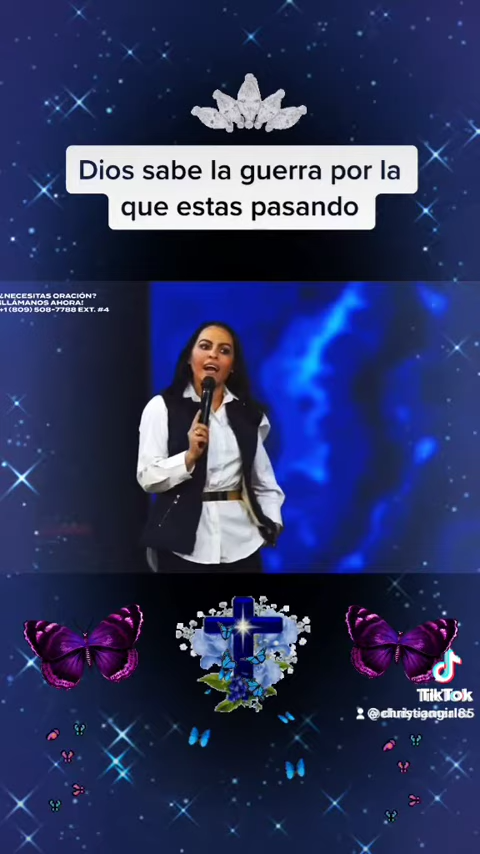 Dios sabe la guerra por la
que estas pasando
¿NECESITAS ORACIÓN?
¡LLÁMANOS AHORA!
+1 (809) 508-7788 EXT. #4
TikTok